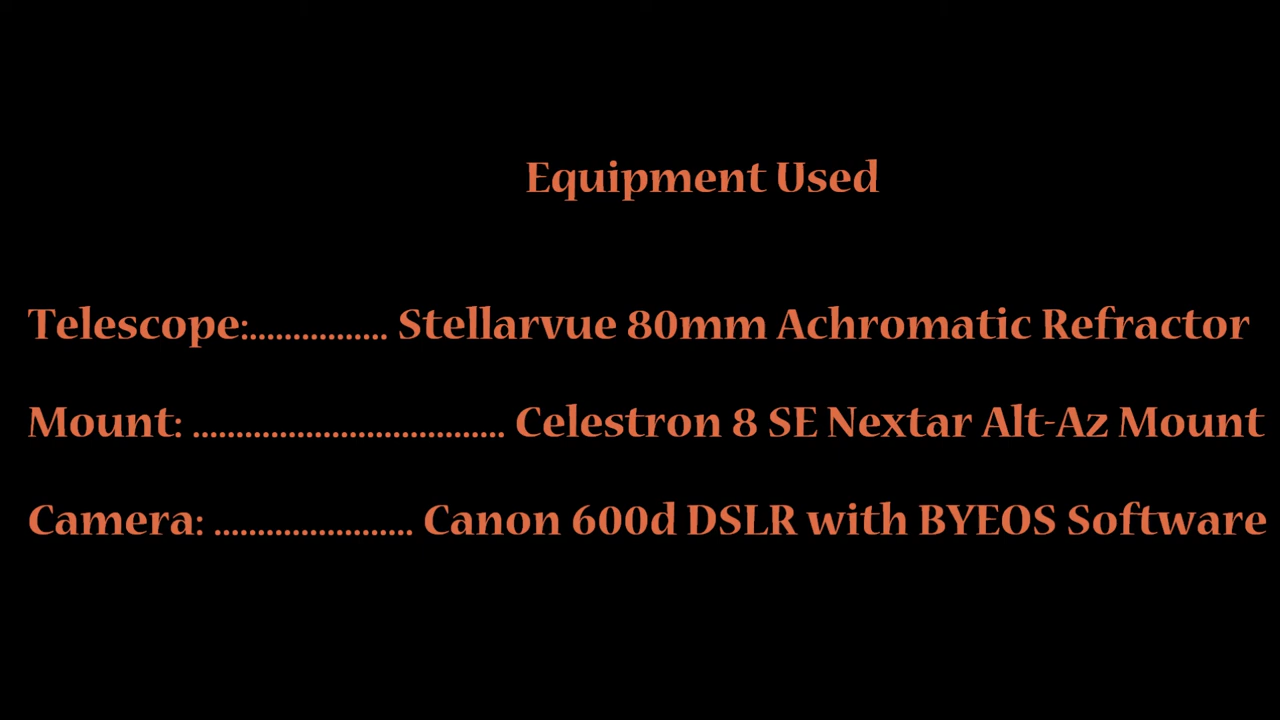 Equipment Used
Telescope:................ Stellarvue 80mm Achromatic Refractor
Mount: .................................. Celestron 8 SE Nextar Alt-Az Mount
Camera: ...................... Canon 600d DSLR with BYEOS Software